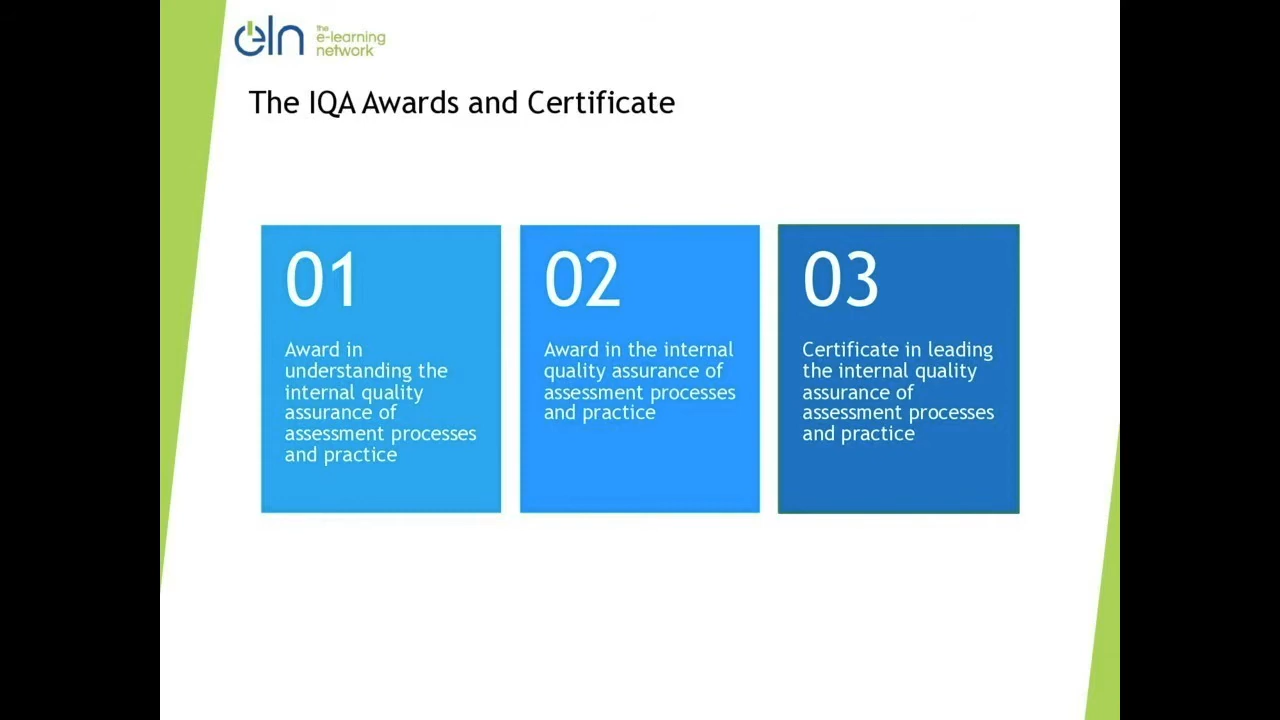 eln
the
e-learning
network
The IQA Awards and Certificate
01
Award in
understanding the
internal quality
assurance of
assessment processes
and practice
02
Award in the internal
quality assurance of
assessment processes
and practice
03
Certificate in leading
the internal quality
assurance of
assessment processes
and practice